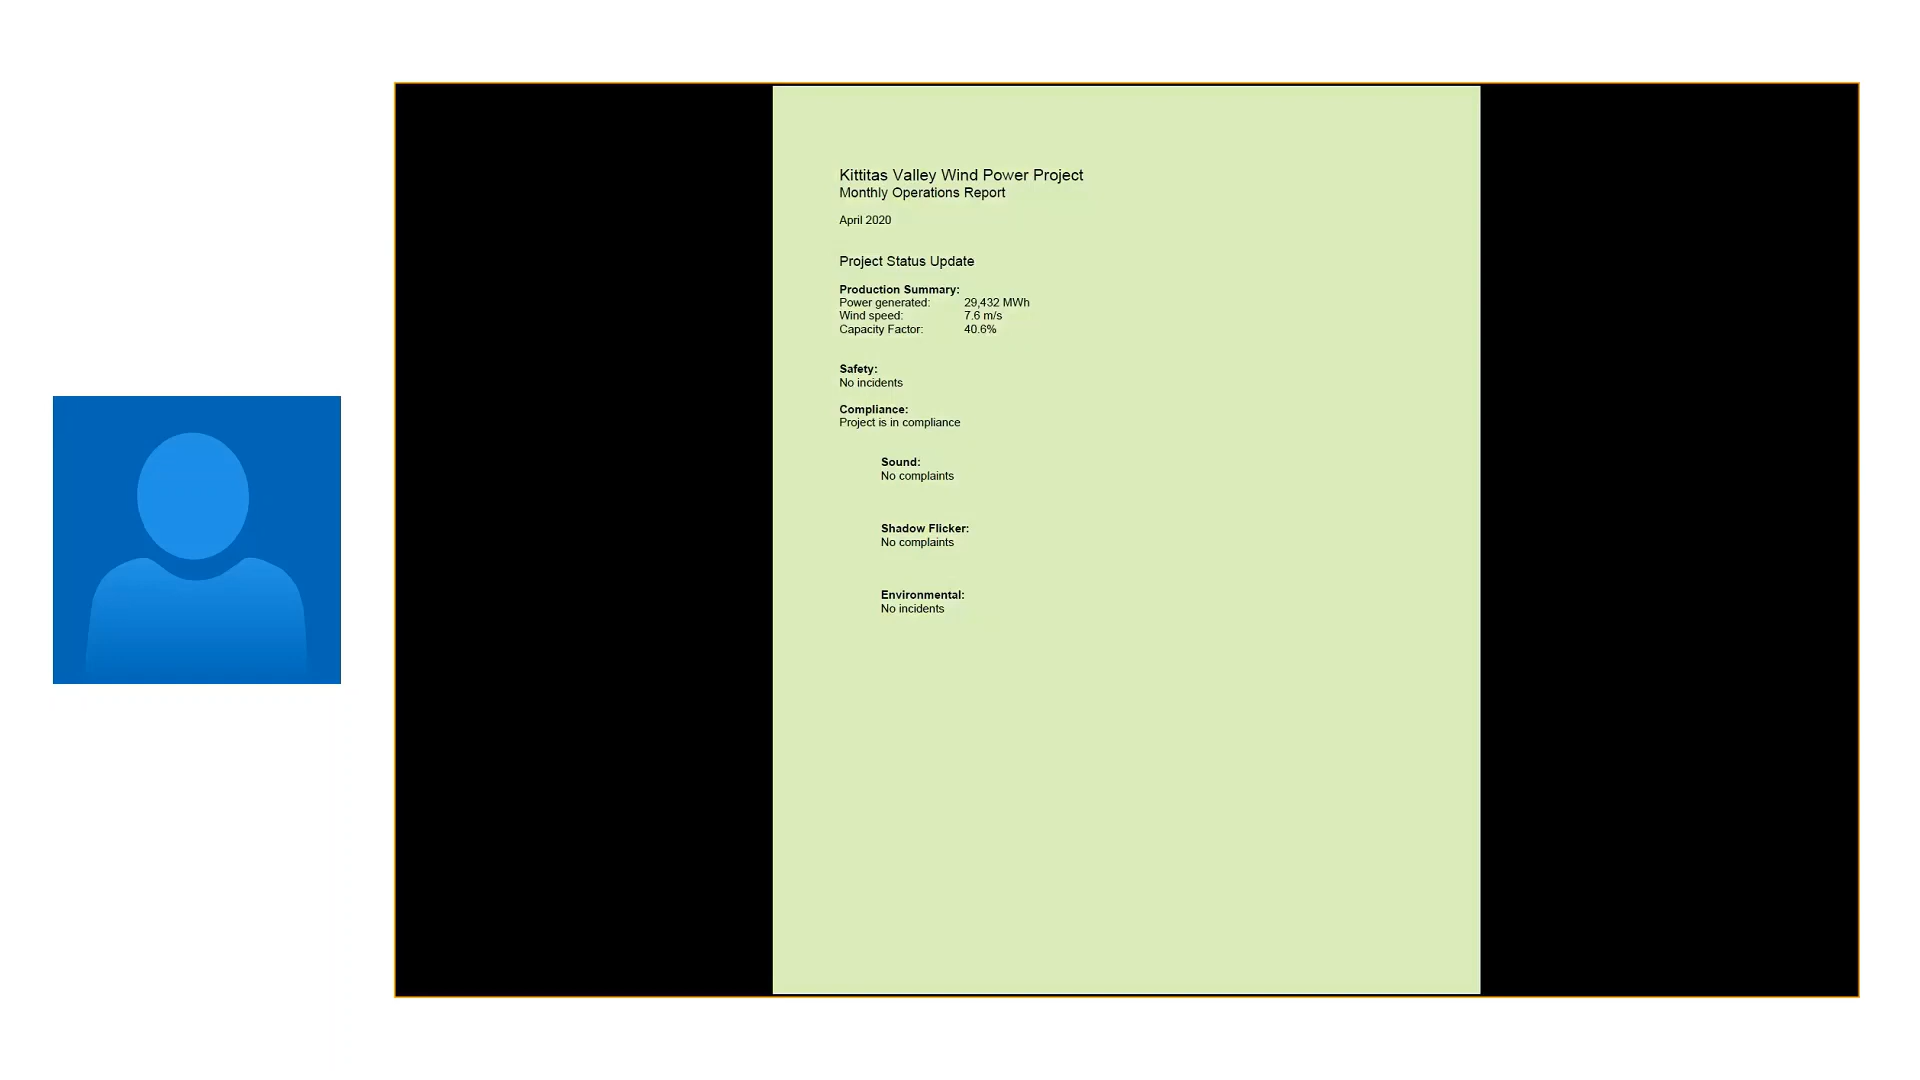 Kittitas Valley Wind Power Project
Monthly Operations Report
April 2020
Project Status Update
Production Summary:
Power generated: 29,432 MWh
Wind speed: 7.6 m/s
Capacity Factor: 40.6%
Safety:
No incidents
Compliance:
Project is in compliance
Sound:
No complaints
Shadow Flicker:
No complaints
Environmental:
No incidents